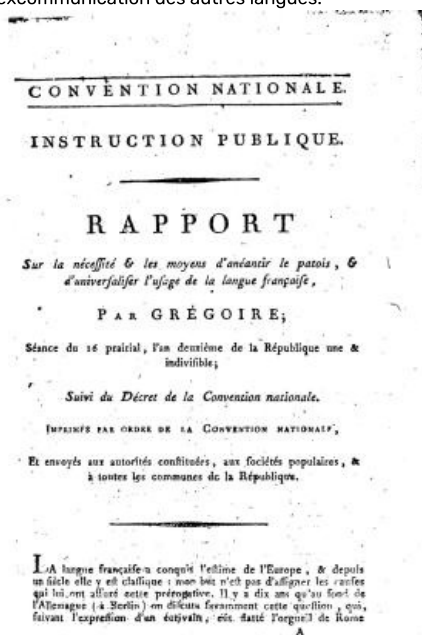 excommunication des autres langues.
CONVENTION NATIONALE.
INSTRUCTION PUBLIQUE.
RAPPORT
Sur la néceſſité & les moyens d'anéantir le patois, &
d'univerſaliſer l'uſage de la langue françaiſe,
PAR GRÉGOIRE;
Séance du 16 prairial, l'an deuxième de la République une &
indiviſible;
Suivi du Décret de la Convention nationale.
IMPRIMÉS PAR ORDRE DE LA CONVENTION NATIONALE,
Et envoyés aux autorités conſtituées, aux ſociétés populaires, &
à toutes les communes de la République.
LA langue françaiſe a conquis l'eſtime de l'Europe, & depuis
un ſiècle elle y eſt claſſique : mon but n'eſt pas d'aſſigner les cauſes
qui lui ont aſſuré cette prérogative. Il y a dix ans qu'au fond de
l'Allemagne (à Berlin) on diſcuta ſavamment cette queſtion, qui,
ſuivant l'expreſſion d'un écrivain, eût flatté l'orgueil de Rome
A